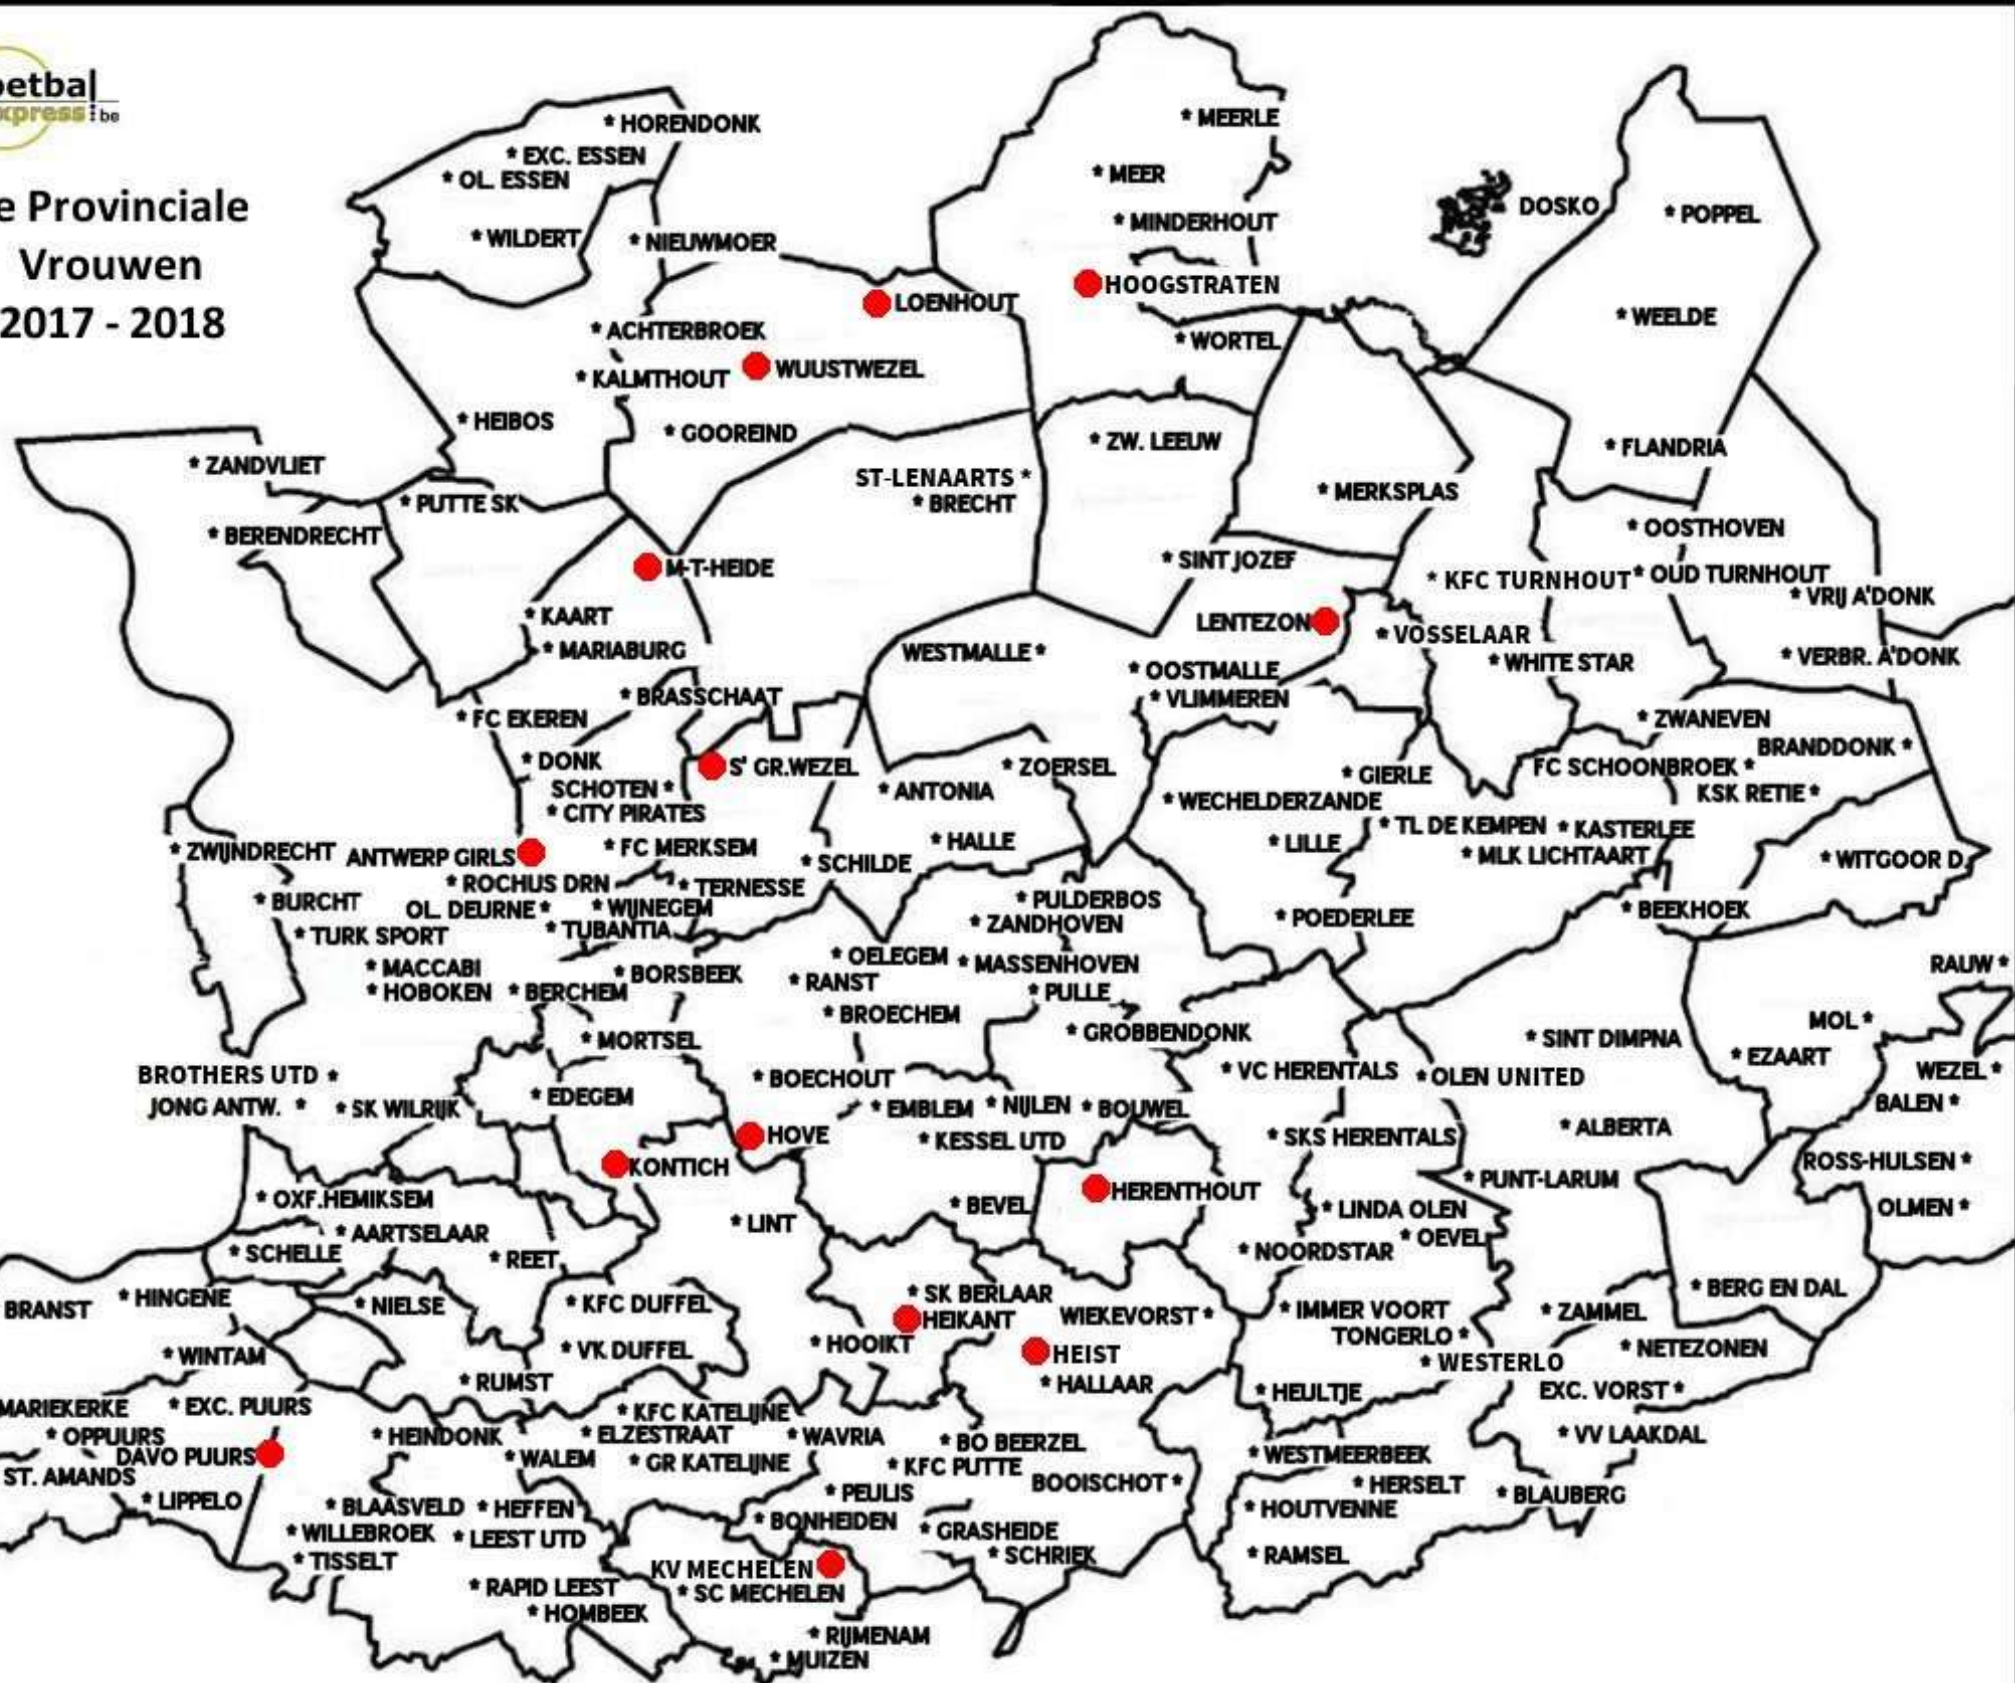 oetbal
xpress.be
e Provinciale
Vrouwen
2017 - 2018
* HORENDONK
* EXC. ESSEN
* OL. ESSEN
* WILDERT
* NIEUWMOER
* MEERLE
* MEER
* MINDERHOUT
HOOGSTRATEN
DOSKO
* POPPEL
LOENHOUT
* ACHTERBROEK
* WORTEL
* WEELDE
* KALMTHOUT
WUUSTWEZEL
* HEIBOS
* GOOREIND
* ZW. LEEUW
* FLANDRIA
* ZANDVLIET
ST-LENAARTS *
* BRECHT
* PUTTE SK
* MERKSPLAS
* BERENDRECHT
* OOSTHOVEN
M-T-HEIDE
* SINT JOZEF
* KFC TURNHOUT
* OUD TURNHOUT
* VRIJ A'DONK
* KAART
LENTEZON
* VOSSELAAR
* MARIABURG
WESTMALLE *
* OOSTMALLE
* WHITE STAR
* VERBR. A'DONK
* BRASSCHAAT
* VLIMMEREN
* FC EKEREN
* ZWANEVEN
BRANDDONK *
* DONK
S' GR.WEZEL
* ZOERSEL
* GIERLE
FC SCHOONBROEK *
SCHOTEN *
* ANTONIA
* WECHELDERZANDE
KSK RETIE *
* CITY PIRATES
* TL DE KEMPEN
* KASTERLEE
* ZWIJNDRECHT
ANTWERP GIRLS
* FC MERKSEM
* SCHILDE
* HALLE
* LILLE
* MLK LICHTAART
* WITGOOR D.
* ROCHUS DRN
* TERNESSE
* BURCHT
OL. DEURNE *
* WIJNEGEM
* PULDERBOS
* POEDERLEE
* BEEKHOEK
* TURK SPORT
* TUBANTIA
* ZANDHOVEN
* MACCABI
* BORSBEEK
* OELEGEM
* MASSENHOVEN
RAUW *
* HOBOKEN
* BERCHEM
* RANST
* PULLE
* BROECHEM
* GROBBENDONK
MOL *
* MORTSEL
* SINT DIMPNA
* EZAART
BROTHERS UTD *
* BOECHOUT
* VC HERENTALS
* OLEN UNITED
WEZEL *
JONG ANTW. *
* SK WILRIJK
* EDEGEM
* EMBLEM
* NIJLEN
* BOUWEL
BALEN *
HOVE
* KESSEL UTD
* SKS HERENTALS
* ALBERTA
KONTICH
ROSS-HULSEN *
* OXF.HEMIKSEM
* BEVEL
HERENTHOUT
* PUNT-LARUM
OLMEN *
* AARTSELAAR
* LINT
* LINDA OLEN
* SCHELLE
* REET
* NOORDSTAR
* OEVEL
BRANST
* HINGENE
* NIELSE
* KFC DUFFEL
* SK BERLAAR
HEIKANT
WIEKEVORST *
* IMMER VOORT
* ZAMMEL
* BERG EN DAL
* WINTAM
* VK DUFFEL
* HOOIKT
HEIST
TONGERLO *
* WESTERLO
* NETEZONEN
* RUMST
* HALLAAR
* HEULTJE
EXC. VORST *
MARIEKERKE
* EXC. PUURS
* KFC KATELIJNE
* OPPUURS
* HEINDONK
* ELZESTRAAT
* WAVRIA
* BO BEERZEL
* VV LAAKDAL
DAVO PUURS
* WALEM
* GR KATELIJNE
* KFC PUTTE
* WESTMEERBEEK
ST. AMANDS
BOOISCHOT *
* HERSELT
* LIPPELO
* BLAASVELD
* HEFFEN
* PEULIS
* HOUTVENNE
* BLAUBERG
* WILLEBROEK
* LEEST UTD
* BONHEIDEN
* GRASHEIDE
* TISSELT
* SCHRIEK
* RAMSEL
KV MECHELEN
* RAPID LEEST
* SC MECHELEN
* HOMBEEK
* RIJMENAM
* MUIZEN